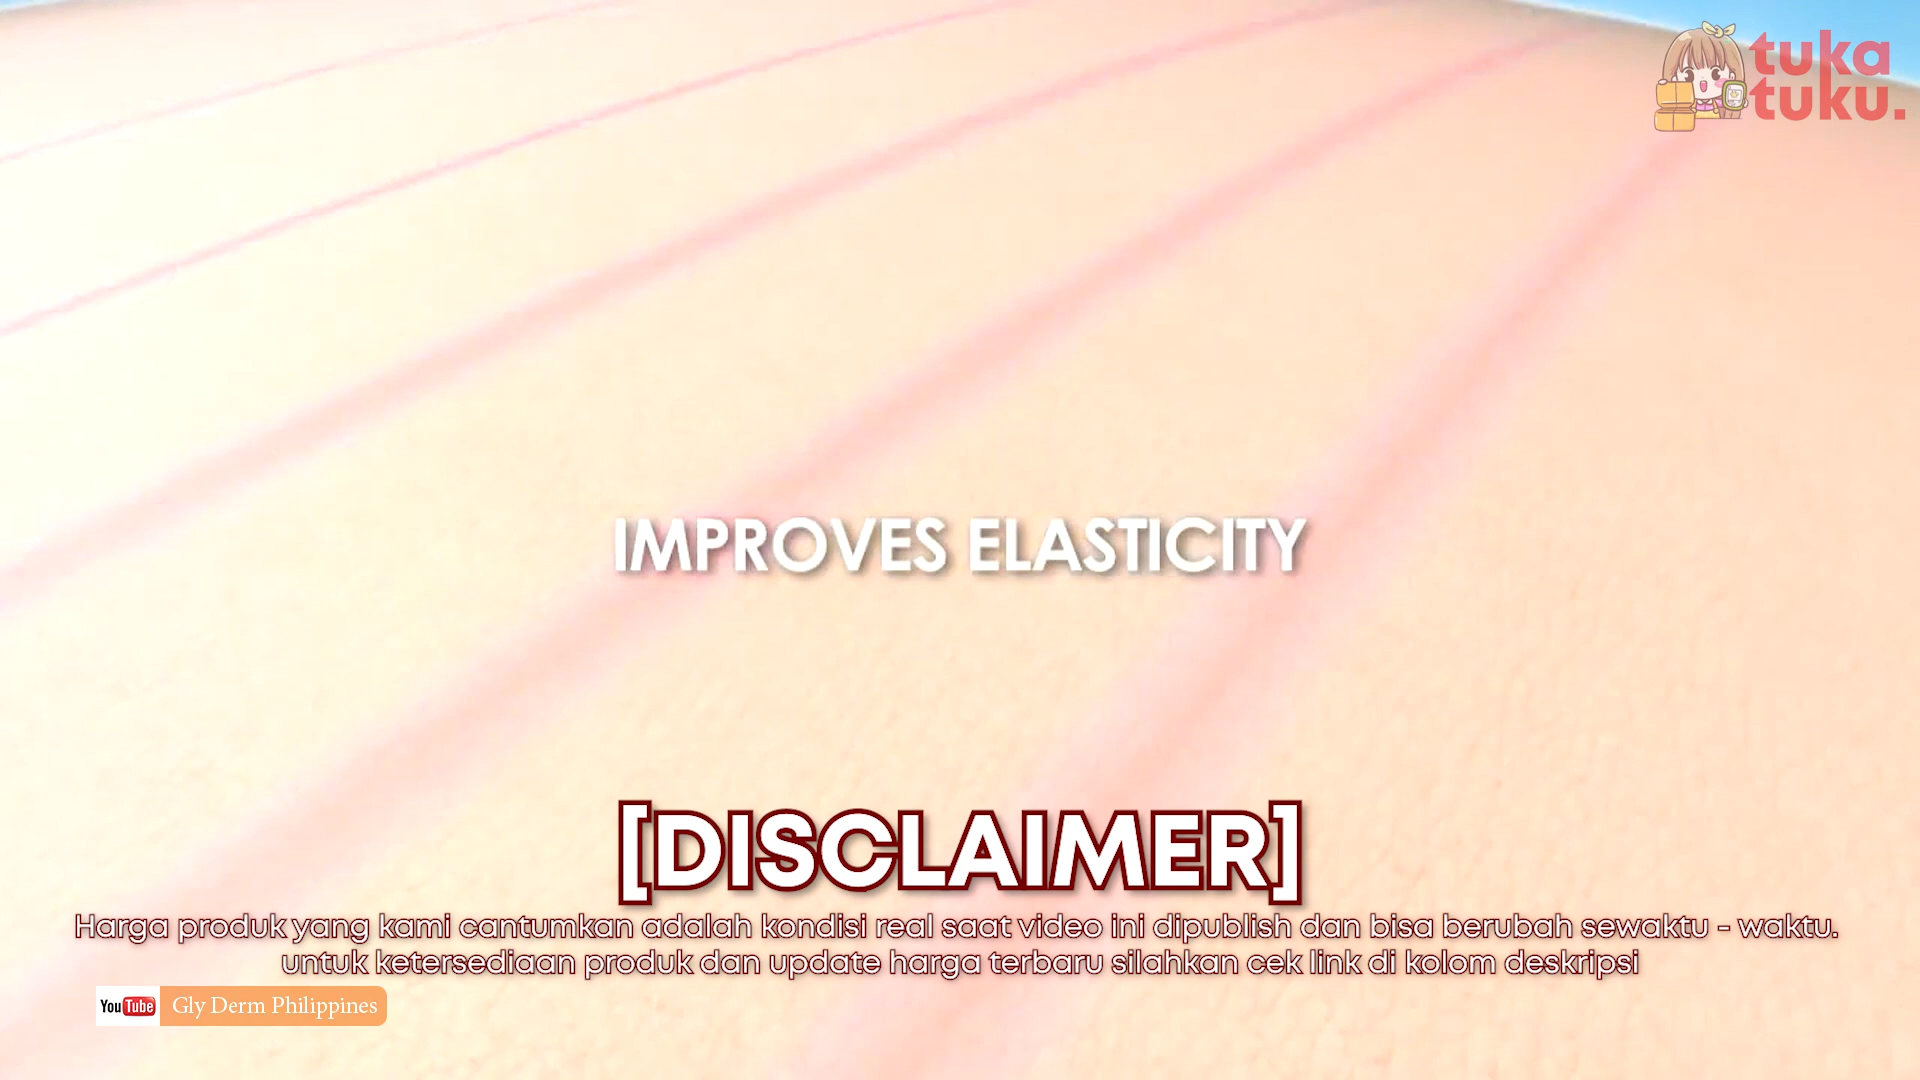 tuka
tuku.
IMPROVES ELASTICITY
[DISCLAIMER]
Harga produk yang kami cantumkan adalah kondisi real saat video ini dipublish dan bisa berubah sewaktu - waktu.
untuk ketersediaan produk dan update harga terbaru silahkan cek link di kolom deskripsi
YouTube Gly Derm Philippines